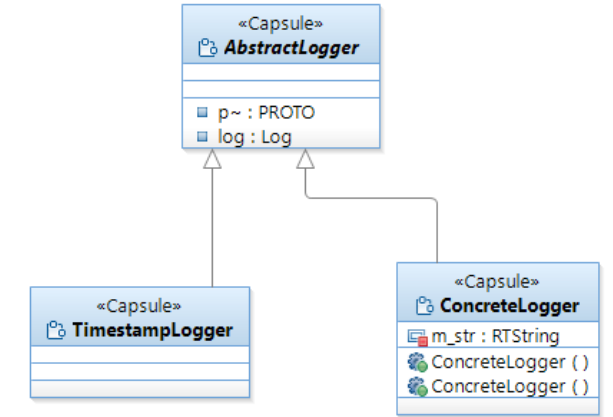 «Capsule»
AbstractLogger
p~ : PROTO
log : Log
«Capsule»
TimestampLogger
«Capsule»
ConcreteLogger
m_str : RTString
ConcreteLogger ( )
ConcreteLogger ( )